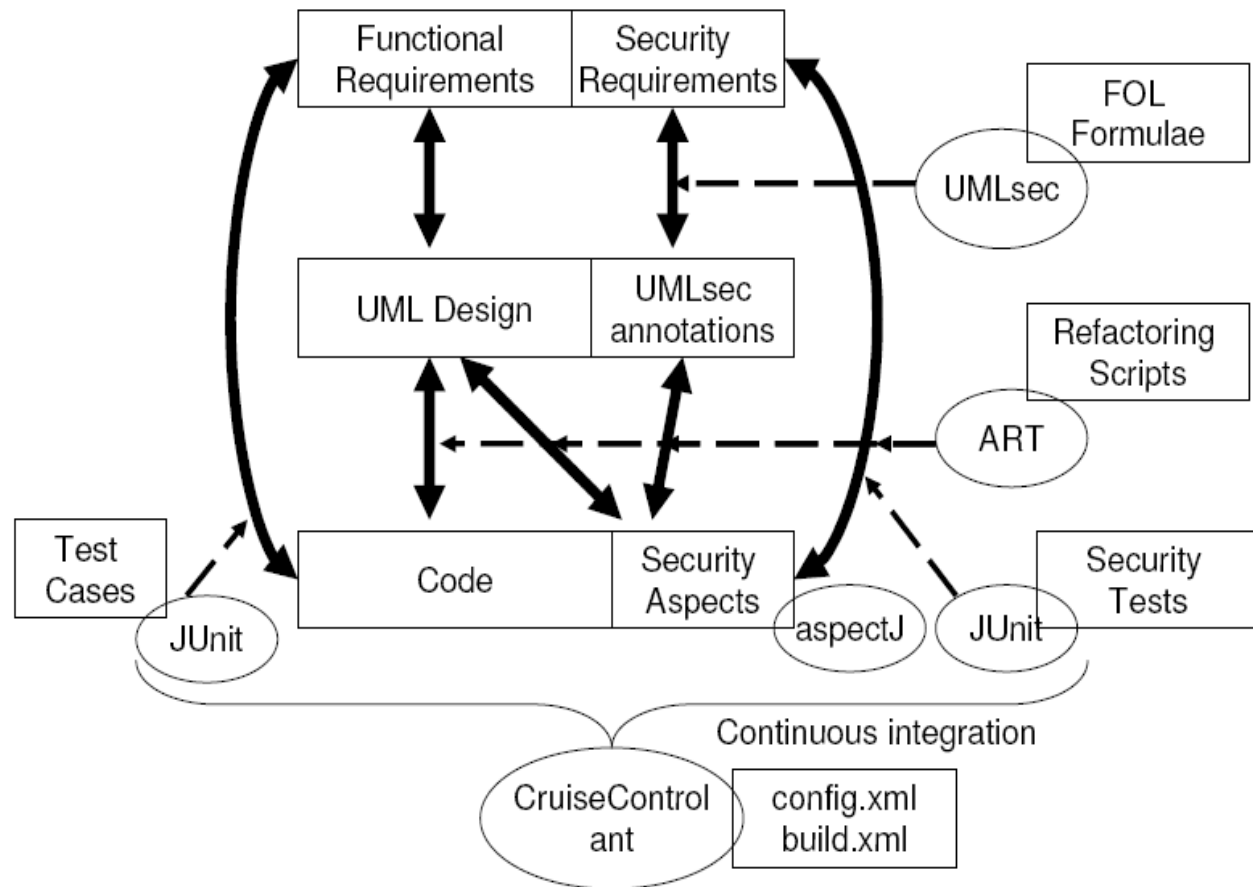 Functional
Requirements
Security
Requirements
FOL
Formulae
UMLsec
UML Design
UMLsec
annotations
Refactoring
Scripts
ART
Test
Cases
JUnit
Code
Security
Aspects
aspectJ
JUnit
Security
Tests
Continuous integration
CruiseControl
ant
config.xml
build.xml